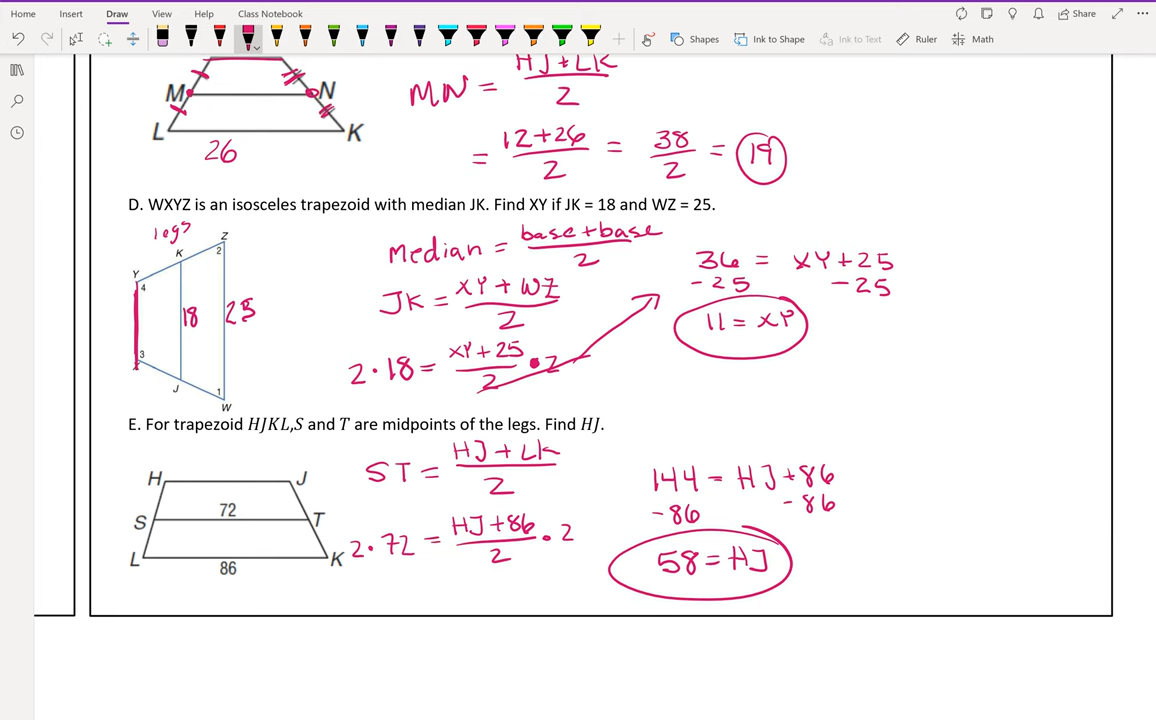 Home Insert Draw View Help Class Notebook Share
Shapes Ink to Shape Ink to Text Ruler Math
HJ + LK
MN =
2
M N
L K
26
= 12+26 = 38 = 19
2 2
D. WXYZ is an isosceles trapezoid with median JK. Find XY if JK = 18 and WZ = 25.
legs
Z
K 2
Y
4
18 25
3
J 1
W
Median = base + base
2
JK = XY + WZ
2
2 · 18 = XY + 25 · 2
2
36 = XY + 25
-25 -25
11 = XY
E. For trapezoid HJKL,S and T are midpoints of the legs. Find HJ.
H J
72
S T
L K
86
ST = HJ + LK
2
2 · 72 = HJ + 86 · 2
2
144 = HJ + 86
-86 -86
58 = HJ